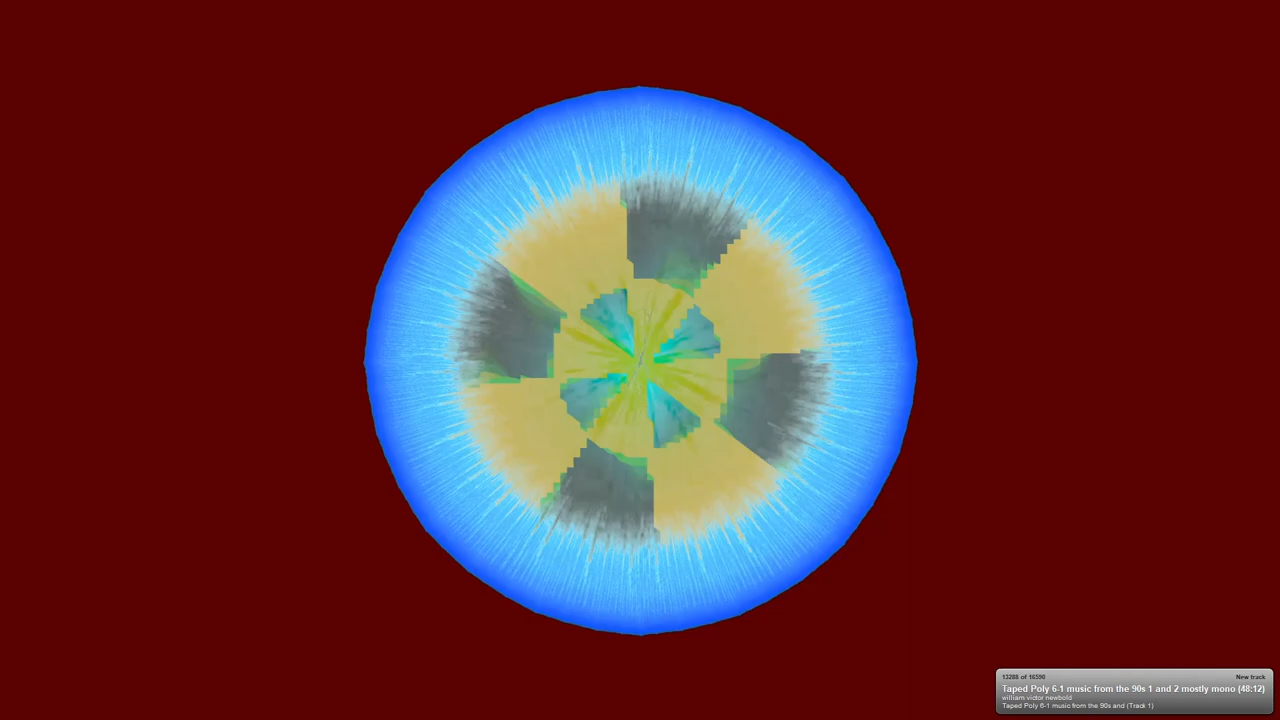 13288 of 16590 New track
Taped Poly 6-1 music from the 90s 1 and 2 mostly mono (48:12)
william victor newbold
Taped Poly 6-1 music from the 90s and (Track 1)